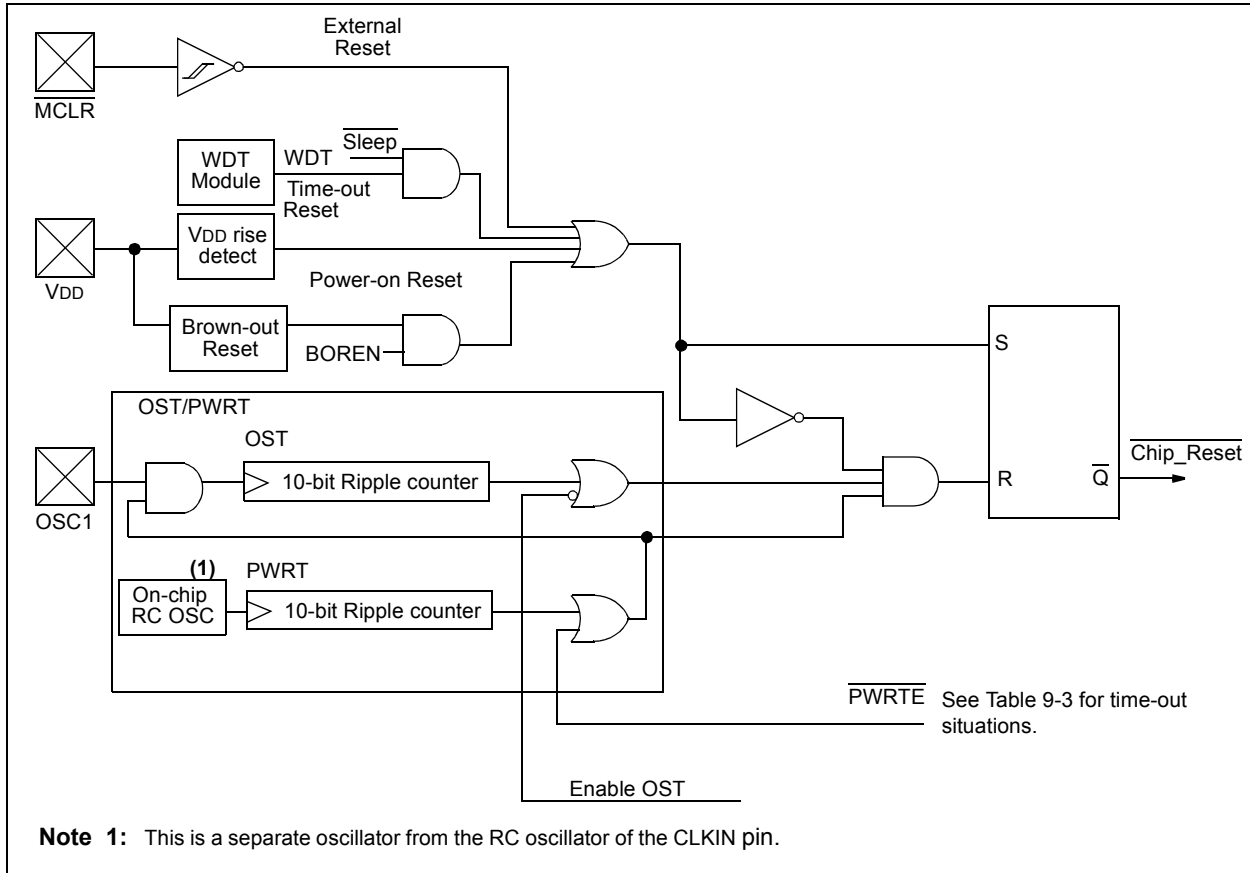 External
Reset
MCLR
Sleep
WDT
Module
WDT
Time-out
Reset
VDD rise
detect
VDD
Power-on Reset
Brown-out
Reset
BOREN
S
OST/PWRT
OST
10-bit Ripple counter
OSC1
Chip_Reset
R
Q
(1)
PWRT
On-chip
RC OSC
10-bit Ripple counter
PWRTE
See Table 9-3 for time-out
situations.
Enable OST
Note 1: This is a separate oscillator from the RC oscillator of the CLKIN pin.